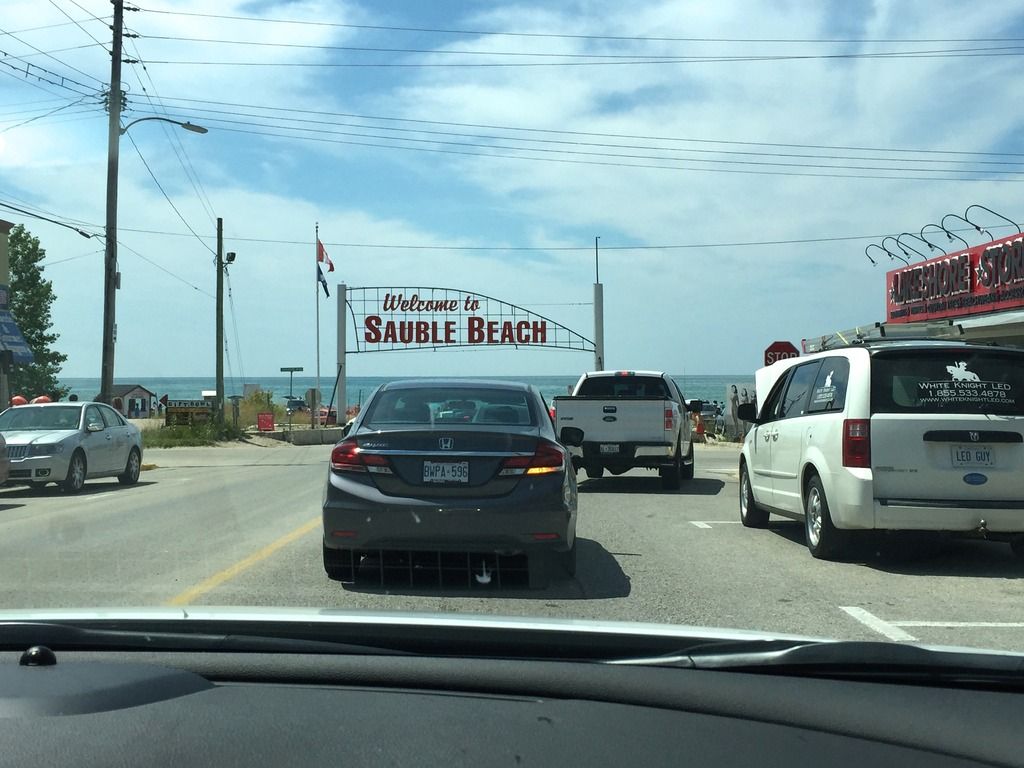 Welcome to
SAUBLE BEACH
LAKESHORE STORE
STOP
WHITE KNIGHT LED
1.855.533.4878
WWW.WHITEKNIGHTLED.COM
LED GUY
BWPA·596